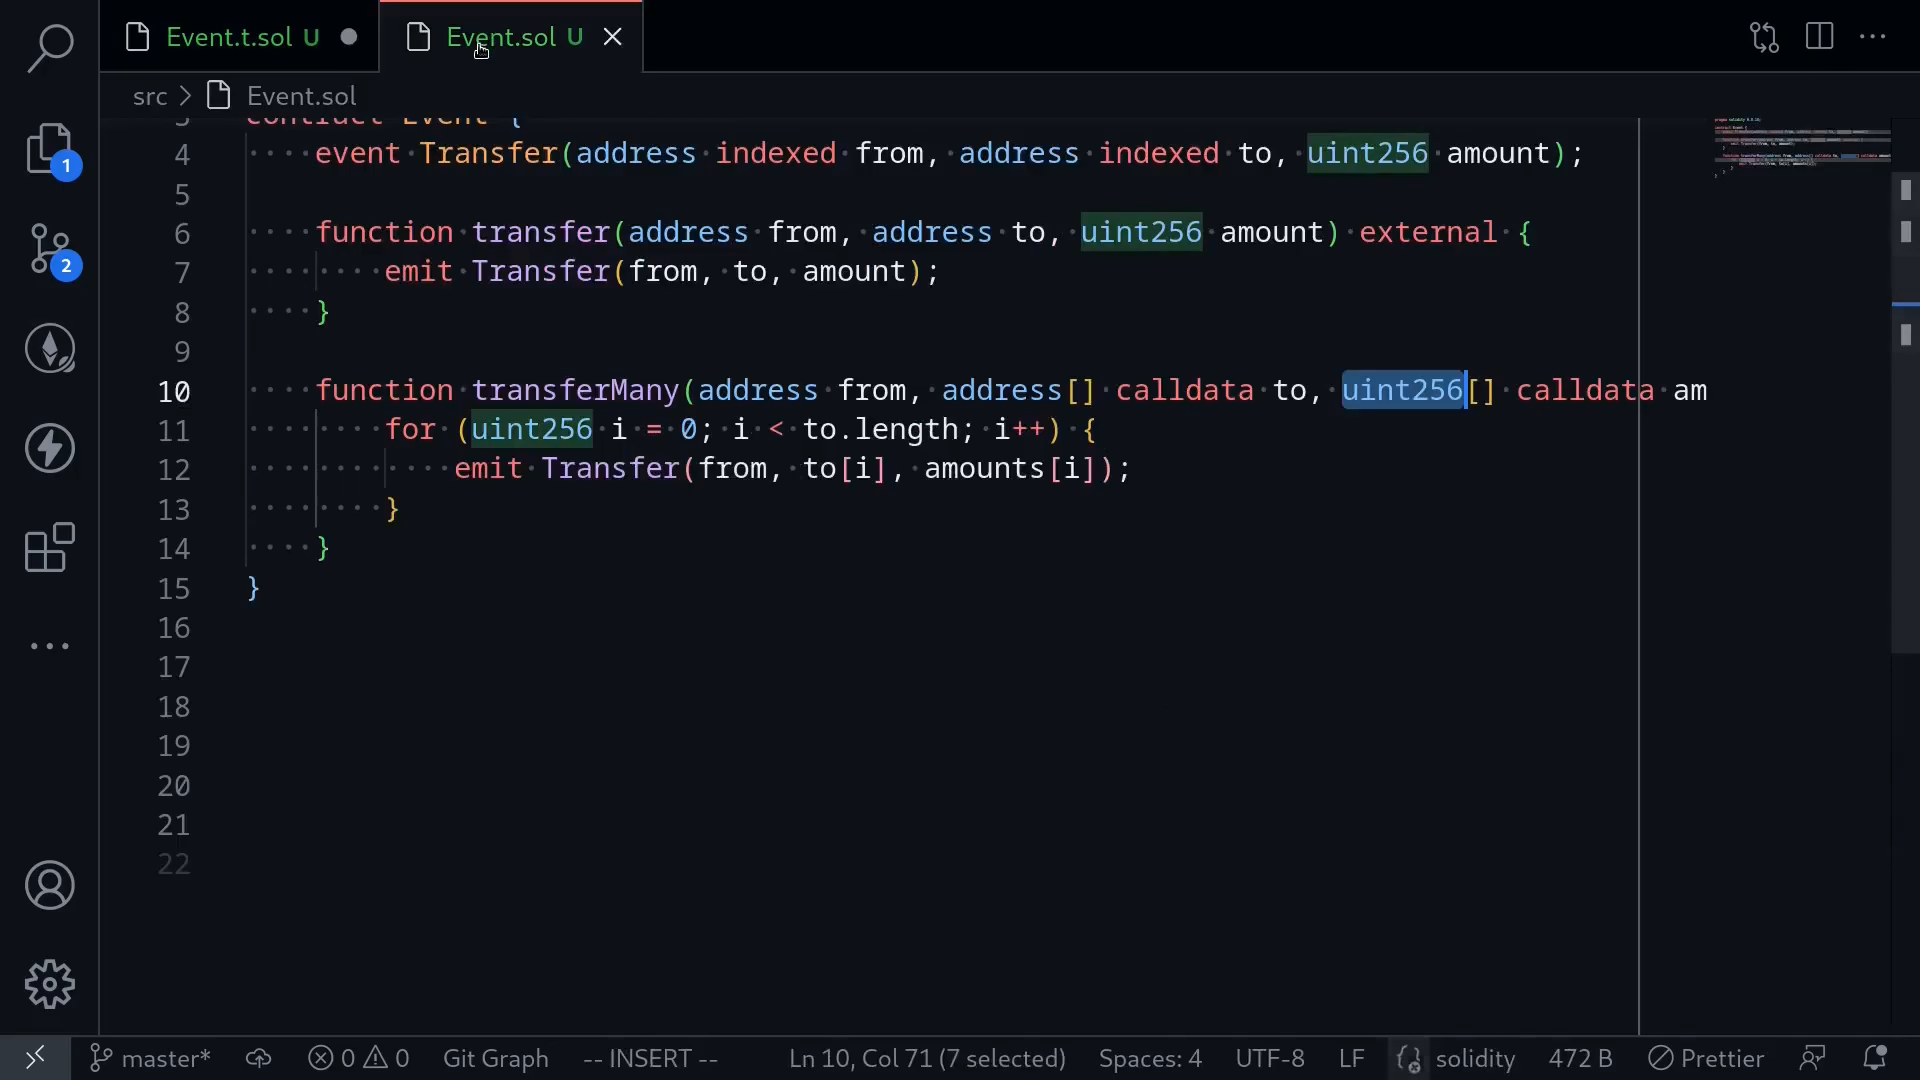 Event.t.sol U
Event.sol U
src > Event.sol
3 contract Event {
4 event Transfer(address indexed from, address indexed to, uint256 amount);
5
6 function transfer(address from, address to, uint256 amount) external {
7 emit Transfer(from, to, amount);
8 }
9
10 function transferMany(address from, address[] calldata to, uint256[] calldata am
11 for (uint256 i = 0; i < to.length; i++) {
12 emit Transfer(from, to[i], amounts[i]);
13 }
14 }
15 }
16
17
18
19
20
21
22
1
2
master* 0 0 Git Graph -- INSERT -- Ln 10, Col 71 (7 selected) Spaces: 4 UTF-8 LF solidity 472 B Prettier